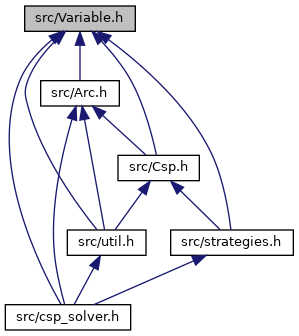 src/Variable.h
src/Arc.h
src/Csp.h
src/util.h
src/strategies.h
src/csp_solver.h